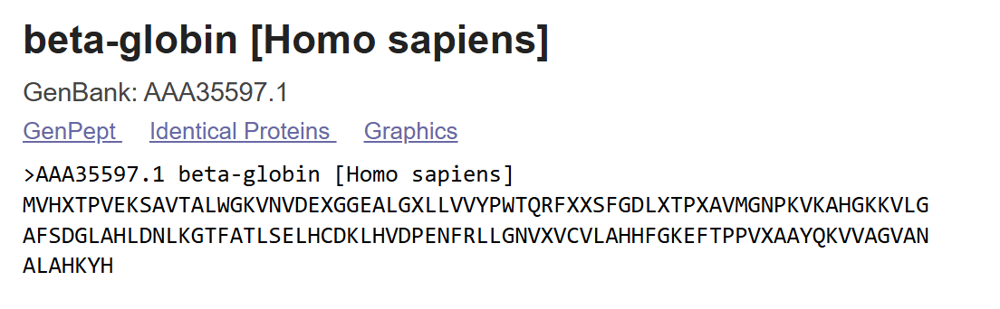 beta-globin [Homo sapiens]
GenBank: AAA35597.1
GenPept Identical Proteins Graphics
>AAA35597.1 beta-globin [Homo sapiens]
MVHXTPVEKSAVTALWGKVNVDEXGGEALGXLLVVYPWTQRFXXSFGDLXTPXAVMGNPKVKAHGKKVLG
AFSDGLAHLDNLKGTFATLSELHCDKLHVDPENFRLLGNVXVCVLAHHFGKEFTPPVXAAYQKVVAGVAN
ALAHKYH